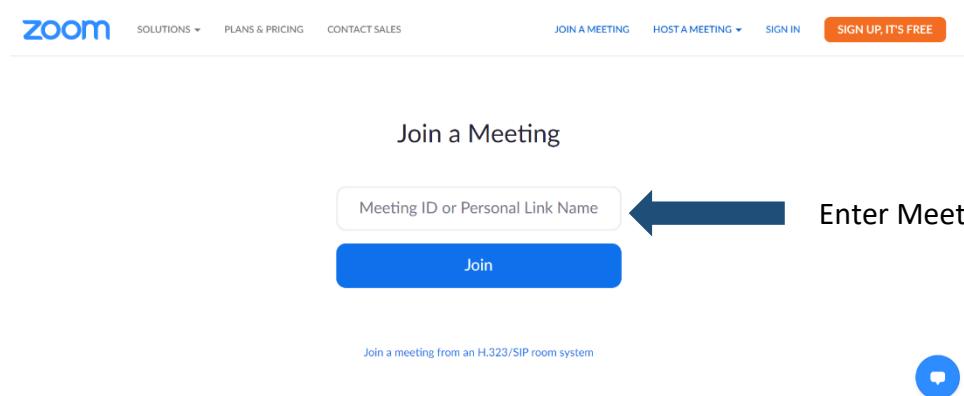 zoom SOLUTIONS PLANS & PRICING CONTACT SALES JOIN A MEETING HOST A MEETING SIGN IN SIGN UP, IT'S FREE
Join a Meeting
Meeting ID or Personal Link Name
Enter Meet
Join
Join a meeting from an H.323/SIP room system